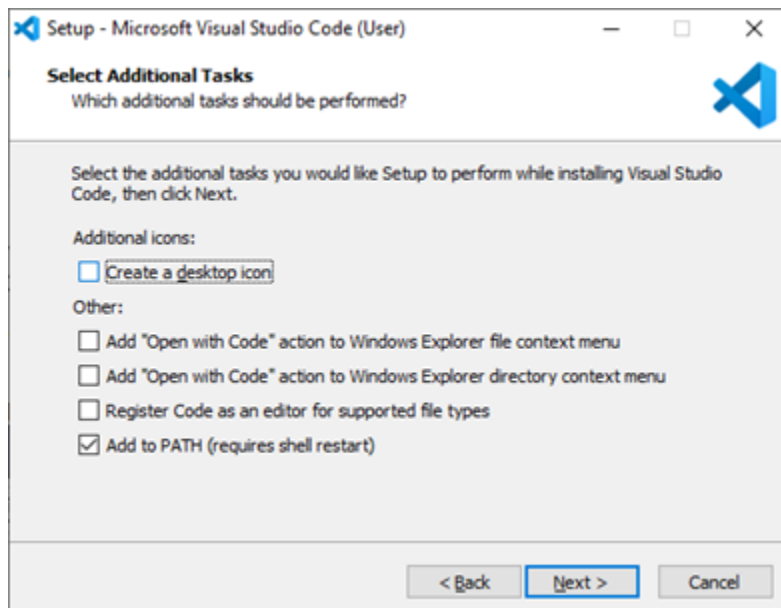 Setup - Microsoft Visual Studio Code (User)
Select Additional Tasks
Which additional tasks should be performed?
Select the additional tasks you would like Setup to perform while installing Visual Studio
Code, then click Next.
Additional icons:
Create a desktop icon
Other:
Add "Open with Code" action to Windows Explorer file context menu
Add "Open with Code" action to Windows Explorer directory context menu
Register Code as an editor for supported file types
Add to PATH (requires shell restart)
< Back
Next >
Cancel